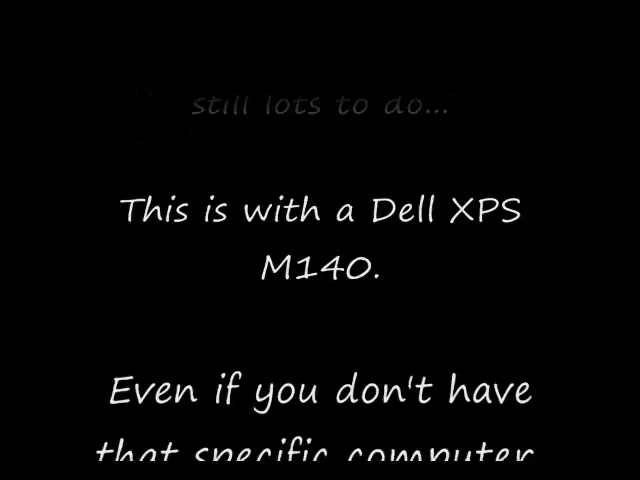 still lots to do...
This is with a Dell XPS
M140.
Even if you don't have
that specific computer